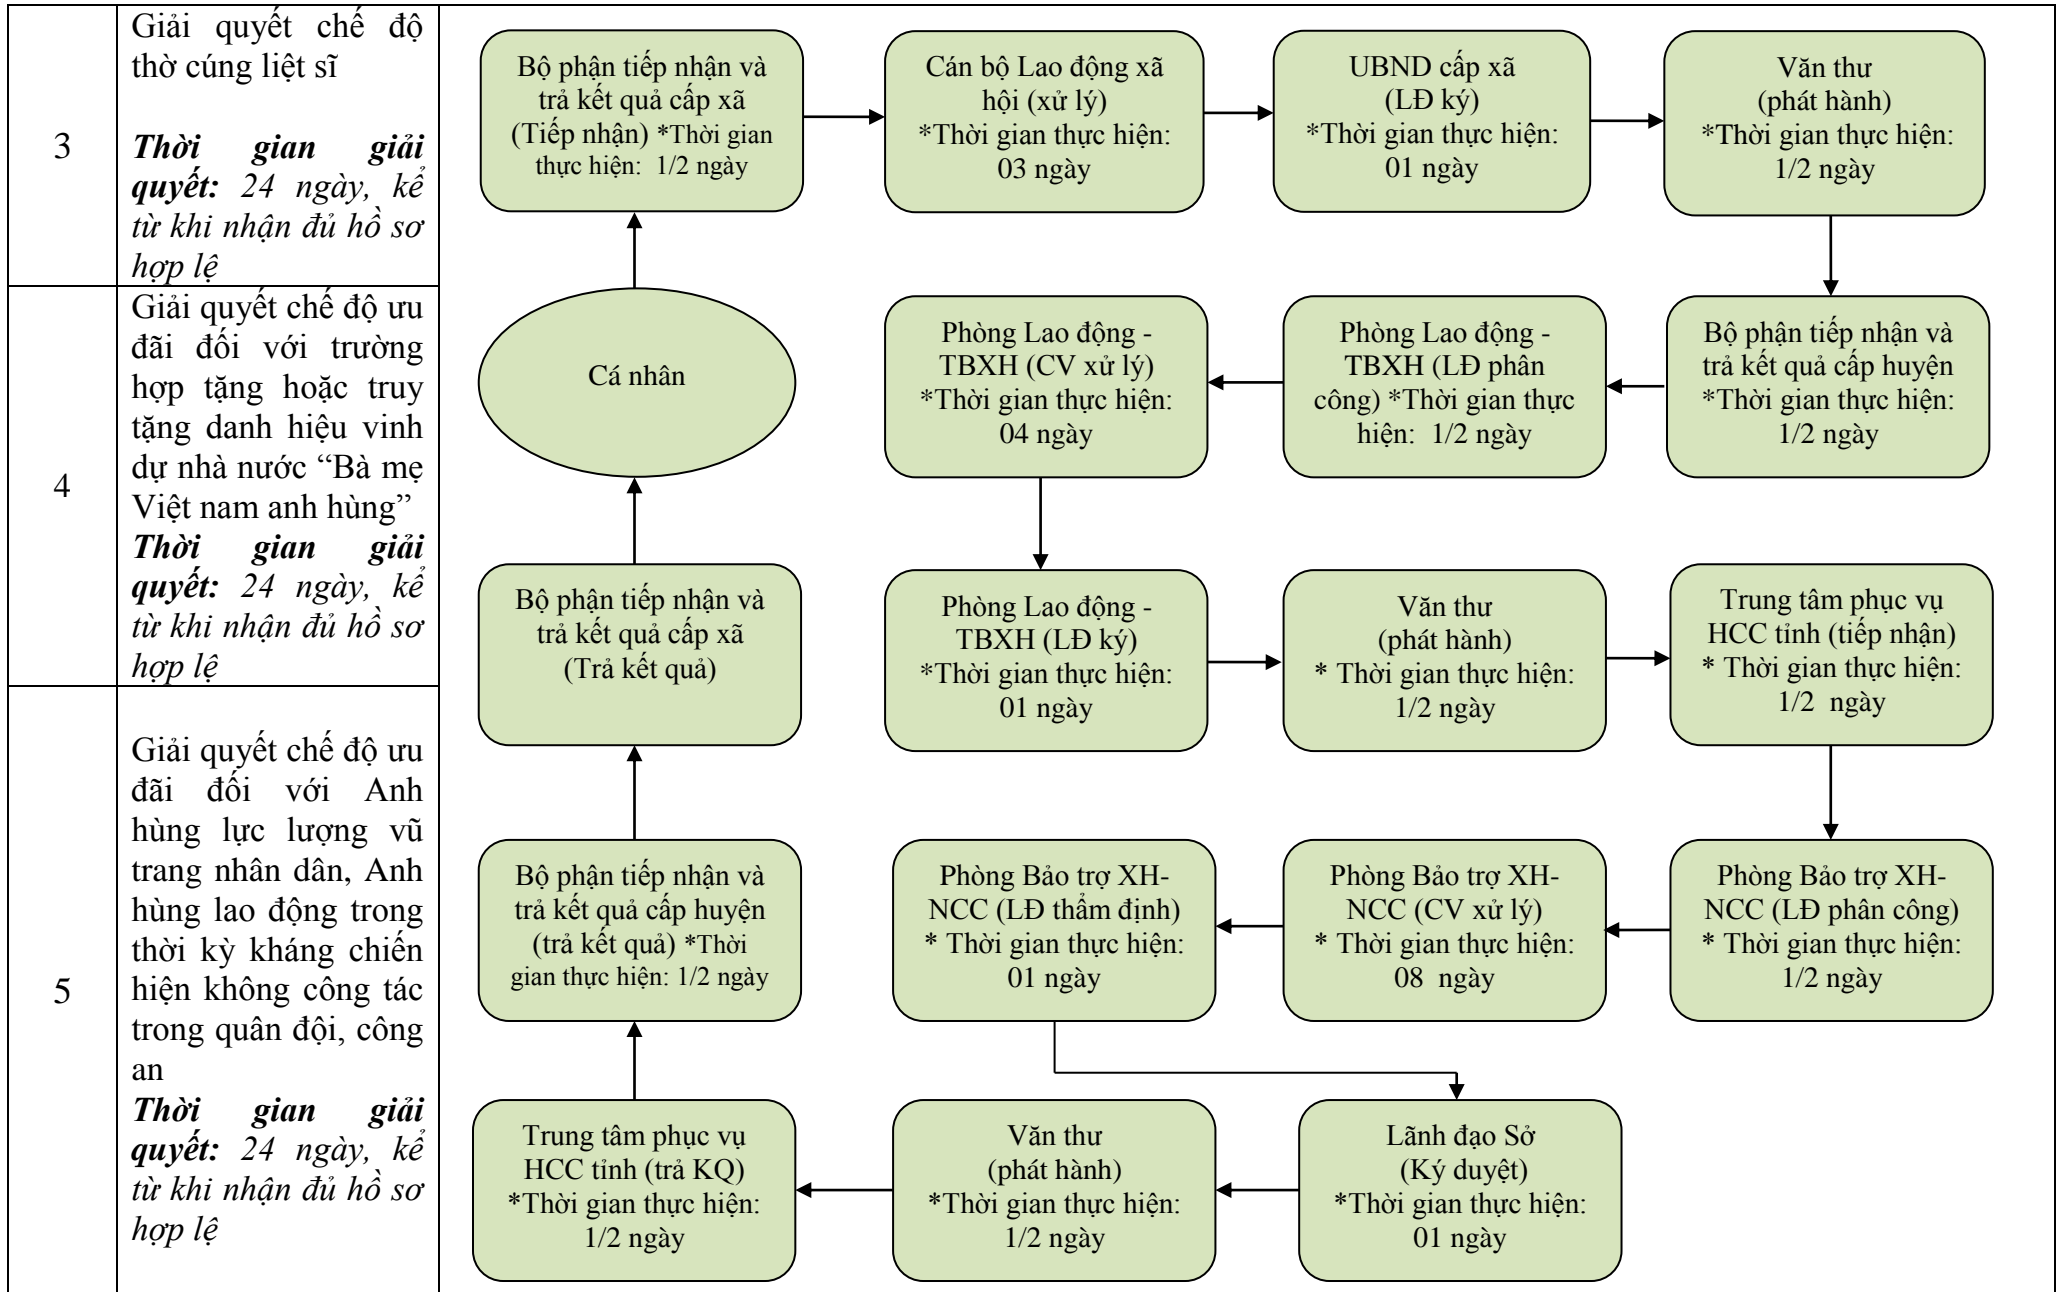 3
Giải quyết chế độ
thờ cúng liệt sĩ
Thời gian giải
quyết: 24 ngày, kể
từ khi nhận đủ hồ sơ
hợp lệ
4
Giải quyết chế độ ưu
đãi đối với trường
hợp tặng hoặc truy
tặng danh hiệu vinh
dự nhà nước “Bà mẹ
Việt nam anh hùng”
Thời gian giải
quyết: 24 ngày, kể
từ khi nhận đủ hồ sơ
hợp lệ
5
Giải quyết chế độ ưu
đãi đối với Anh
hùng lực lượng vũ
trang nhân dân, Anh
hùng lao động trong
thời kỳ kháng chiến
hiện không công tác
trong quân đội, công
an
Thời gian giải
quyết: 24 ngày, kể
từ khi nhận đủ hồ sơ
hợp lệ
Bộ phận tiếp nhận và
trả kết quả cấp xã
(Tiếp nhận) *Thời gian
thực hiện: 1/2 ngày
Cán bộ Lao động xã
hội (xử lý)
*Thời gian thực hiện:
03 ngày
UBND cấp xã
(LĐ ký)
*Thời gian thực hiện:
01 ngày
Văn thư
(phát hành)
*Thời gian thực hiện:
1/2 ngày
Cá nhân
Phòng Lao động -
TBXH (CV xử lý)
*Thời gian thực hiện:
04 ngày
Phòng Lao động -
TBXH (LĐ phân
công) *Thời gian thực
hiện: 1/2 ngày
Bộ phận tiếp nhận và
trả kết quả cấp huyện
*Thời gian thực hiện:
1/2 ngày
Bộ phận tiếp nhận và
trả kết quả cấp xã
(Trả kết quả)
Phòng Lao động -
TBXH (LĐ ký)
*Thời gian thực hiện:
01 ngày
Văn thư
(phát hành)
* Thời gian thực hiện:
1/2 ngày
Trung tâm phục vụ
HCC tỉnh (tiếp nhận)
* Thời gian thực hiện:
1/2 ngày
Bộ phận tiếp nhận và
trả kết quả cấp huyện
(trả kết quả) *Thời
gian thực hiện: 1/2 ngày
Phòng Bảo trợ XH-
NCC (LĐ thẩm định)
* Thời gian thực hiện:
01 ngày
Phòng Bảo trợ XH-
NCC (CV xử lý)
* Thời gian thực hiện:
08 ngày
Phòng Bảo trợ XH-
NCC (LĐ phân công)
* Thời gian thực hiện:
1/2 ngày
Trung tâm phục vụ
HCC tỉnh (trả KQ)
*Thời gian thực hiện:
1/2 ngày
Văn thư
(phát hành)
*Thời gian thực hiện:
1/2 ngày
Lãnh đạo Sở
(Ký duyệt)
*Thời gian thực hiện:
01 ngày